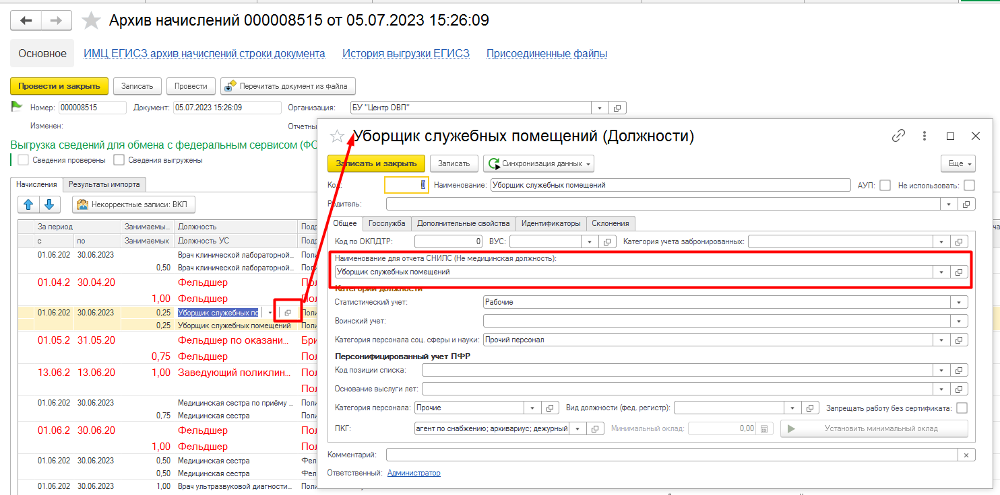 Архив начислений 000008515 от 05.07.2023 15:26:09
Основное ИМЦ ЕГИСЗ архив начислений строки документа История выгрузки ЕГИСЗ Присоединенные файлы
Провести и закрыть Записать Провести Перечитать документ из файла
Номер: 000008515 Документ: 05.07.2023 15:26:09 Организация: БУ "Центр ОВП"
Изменен: Отчетны
Выгрузка сведений для обмена с федеральным сервисом (ФС
Сведения проверены Сведения выгружены
Начисления Результаты импорта
Некорректные записи: ВКЛ
За период Занимаемы... Должность Подр
с по Занимаемых Должность УС Подр
01.06.202 30.06.2023 Врач клинической лабораторной... Поли
0,50 Врач клинической лабораторной... Поли
01.04.2 30.04.20 Фельдшер Пол
1,00 Фельдшер Пол
01.06.202 30.06.2023 0,25 Уборщик служебных по Поли
0,25 Уборщик служебных помещений Поли
01.05.2 31.05.20 Фельдшер по оказани... Бри
0,75 Фельдшер Пол
13.06.2 13.06.20 1,00 Заведующий поликлин... Пол
Пол
01.06.202 30.06.2023 Медицинская сестра по приёму ... Поли
0,75 Медицинская сестра Поли
01.06.2 30.06.20 Фельдшер Пол
1,00 Фельдшер Пол
01.06.202 30.06.2023 0,50 Медицинская сестра Фел
0,50 Медицинская сестра Фел
01.06.202 30.06.2023 1,00 Врач ультразвуковой диагности... Поли
Уборщик служебных помещений (Должности)
Записать и закрыть Записать Синхронизация данных Еще
Код: 0 Наименование: Уборщик служебных помещений АУП: Не использовать:
Родитель:
Общее Госслужба Дополнительные свойства Идентификаторы Склонения
Код по ОКПДТР: 0 ВУС: Категория учета забронированных:
Наименование для отчета СНИЛС (Не медицинская должность):
Уборщик служебных помещений
Категории должности
Статистический учет: Рабочие
Воинский учет:
Категория персонала соц. сферы и науки: Прочий персонал
Персонифицированный учет ПФР
Код позиции списка:
Основание выслуги лет:
Категория персонала: Прочие Вид должности (фед. регистр): Запрещать работу без сертификата:
ПКГ: агент по снабжению; архивариус; дежурный Минимальный оклад: 0,00 Установить минимальный оклад
Комментарий:
Ответственный: Администратор